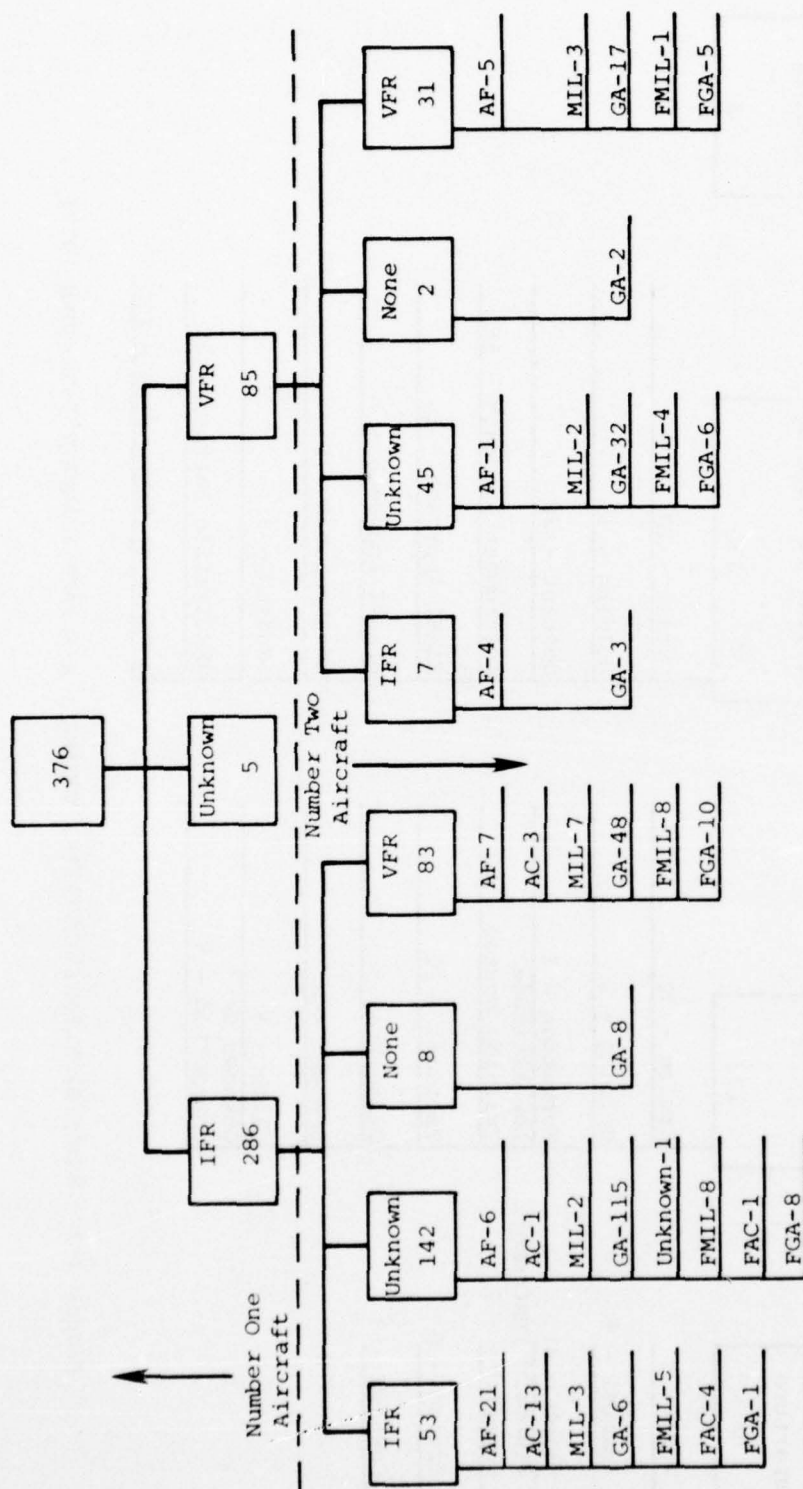 376
IFR
286
Unknown
5
VFR
85
Number One
Aircraft
Number Two
Aircraft
IFR
53
AF-21
AC-13
MIL-3
GA-6
FMIL-5
FAC-4
FGA-1
Unknown
142
AF-6
AC-1
MIL-2
GA-115
Unknown-1
FMIL-8
FAC-1
FGA-8
None
8
GA-8
VFR
83
AF-7
AC-3
MIL-7
GA-48
FMIL-8
FGA-10
IFR
7
AF-4
GA-3
Unknown
45
AF-1
MIL-2
GA-32
FMIL-4
FGA-6
None
2
GA-2
VFR
31
AF-5
MIL-3
GA-17
FMIL-1
FGA-5